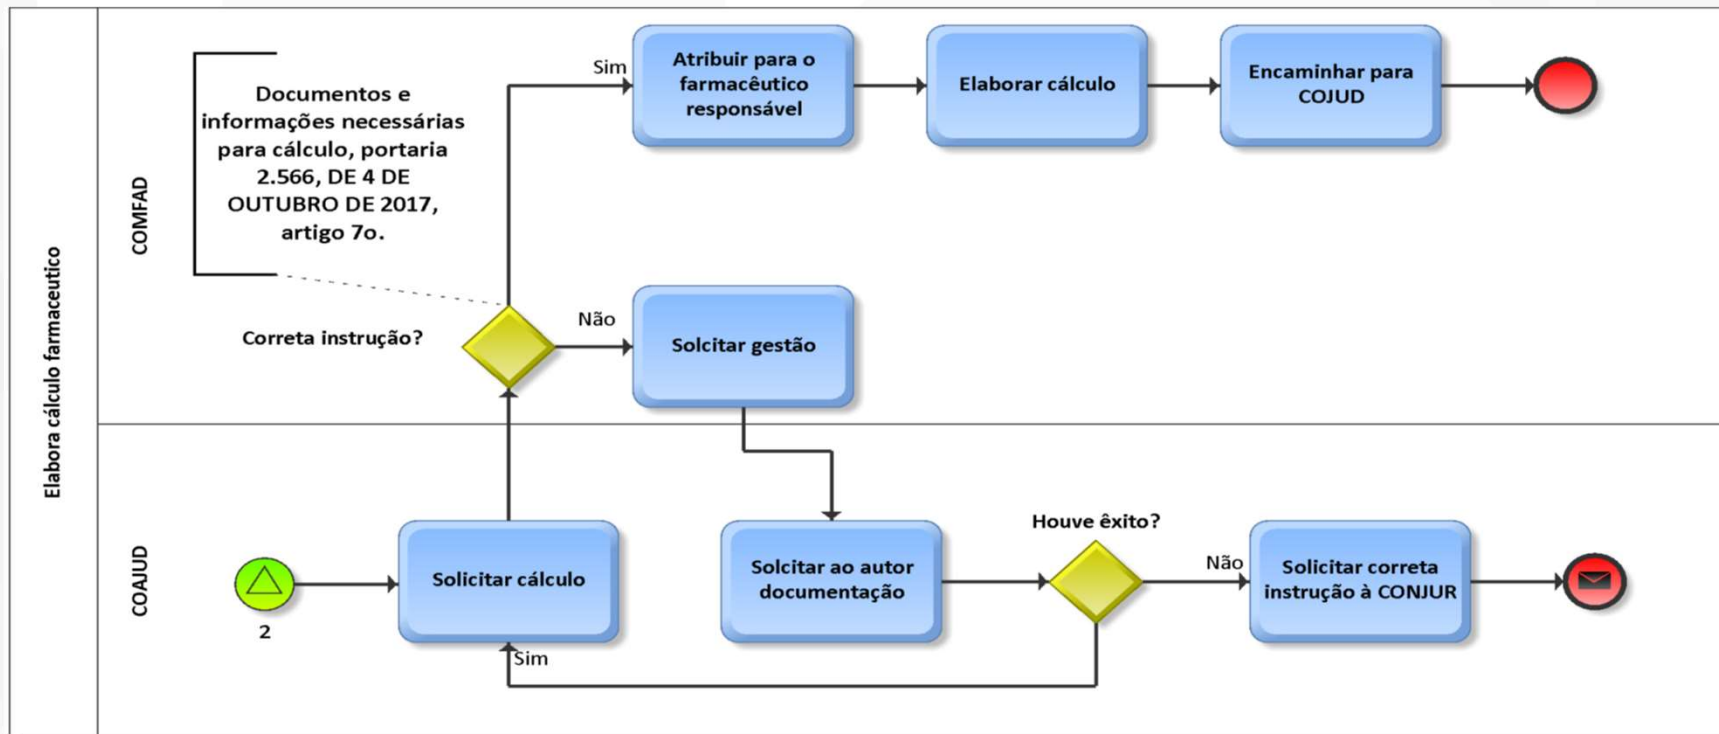 Elabora cálculo farmaceutico
COMFAD
Documentos e
informações necessárias
para cálculo, portaria
2.566, DE 4 DE
OUTUBRO DE 2017,
artigo 7o.
Correta instrução?
Sim
Atribuir para o
farmacêutico
responsável
Elaborar cálculo
Encaminhar para
COJUD
Não
Solcitar gestão
COAJUD
2
Solicitar cálculo
Solcitar ao autor
documentação
Houve êxito?
Não
Solicitar correta
instrução à CONJUR
Sim